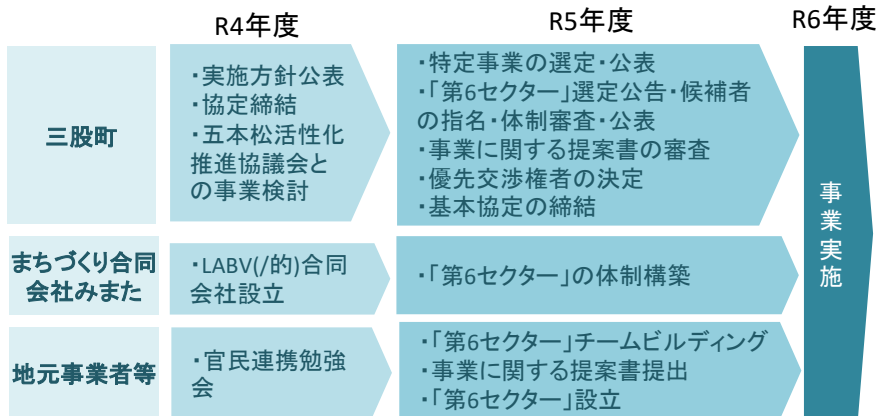 R4年度
R5年度
R6年度
三股町
・実施方針公表
・協定締結
・五本松活性化
推進協議会と
の事業検討
・特定事業の選定・公表
・「第6セクター」選定公告・候補者
の指名・体制審査・公表
・事業に関する提案書の審査
・優先交渉権者の決定
・基本協定の締結
事業実施
まちづくり合同
会社みまた
・LABV(/的)合同
会社設立
・「第6セクター」の体制構築
地元事業者等
・官民連携勉強
会
・「第6セクター」チームビルディング
・事業に関する提案書提出
・「第6セクター」設立